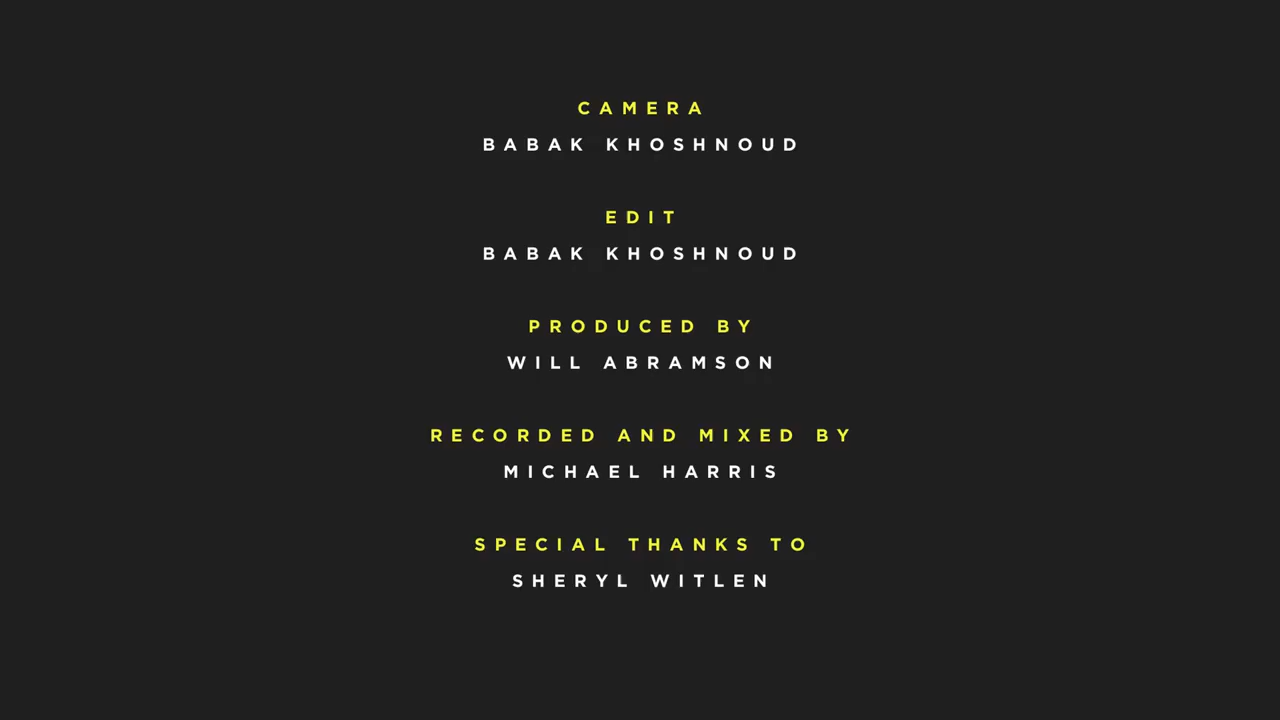 CAMERA
BABAK KHOSHNOUD
EDIT
BABAK KHOSHNOUD
PRODUCED BY
WILL ABRAMSON
RECORDED AND MIXED BY
MICHAEL HARRIS
SPECIAL THANKS TO
SHERYL WITLEN